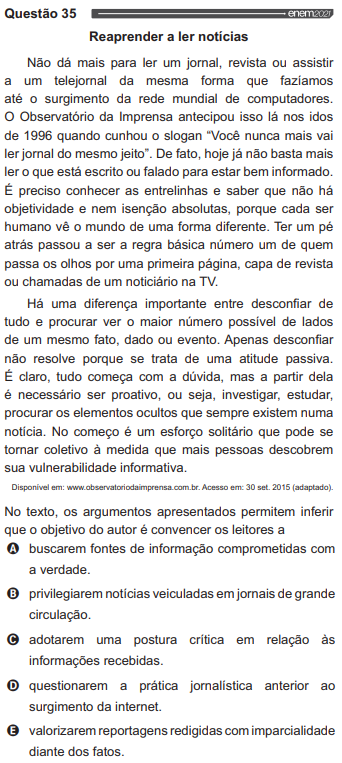 Questão 35 enem2021
Reaprender a ler notícias
Não dá mais para ler um jornal, revista ou assistir
a um telejornal da mesma forma que fazíamos
até o surgimento da rede mundial de computadores.
O Observatório da Imprensa antecipou isso lá nos idos
de 1996 quando cunhou o slogan “Você nunca mais vai
ler jornal do mesmo jeito”. De fato, hoje já não basta mais
ler o que está escrito ou falado para estar bem informado.
É preciso conhecer as entrelinhas e saber que não há
objetividade e nem isenção absolutas, porque cada ser
humano vê o mundo de uma forma diferente. Ter um pé
atrás passou a ser a regra básica número um de quem
passa os olhos por uma primeira página, capa de revista
ou chamadas de um noticiário na TV.
Há uma diferença importante entre desconfiar de
tudo e procurar ver o maior número possível de lados
de um mesmo fato, dado ou evento. Apenas desconfiar
não resolve porque se trata de uma atitude passiva.
É claro, tudo começa com a dúvida, mas a partir dela
é necessário ser proativo, ou seja, investigar, estudar,
procurar os elementos ocultos que sempre existem numa
notícia. No começo é um esforço solitário que pode se
tornar coletivo à medida que mais pessoas descobrem
sua vulnerabilidade informativa.
Disponível em: www.observatoriodaimprensa.com.br. Acesso em: 30 set. 2015 (adaptado).
No texto, os argumentos apresentados permitem inferir
que o objetivo do autor é convencer os leitores a
A buscarem fontes de informação comprometidas com
a verdade.
B privilegiarem notícias veiculadas em jornais de grande
circulação.
C adotarem uma postura crítica em relação às
informações recebidas.
D questionarem a prática jornalística anterior ao
surgimento da internet.
E valorizarem reportagens redigidas com imparcialidade
diante dos fatos.